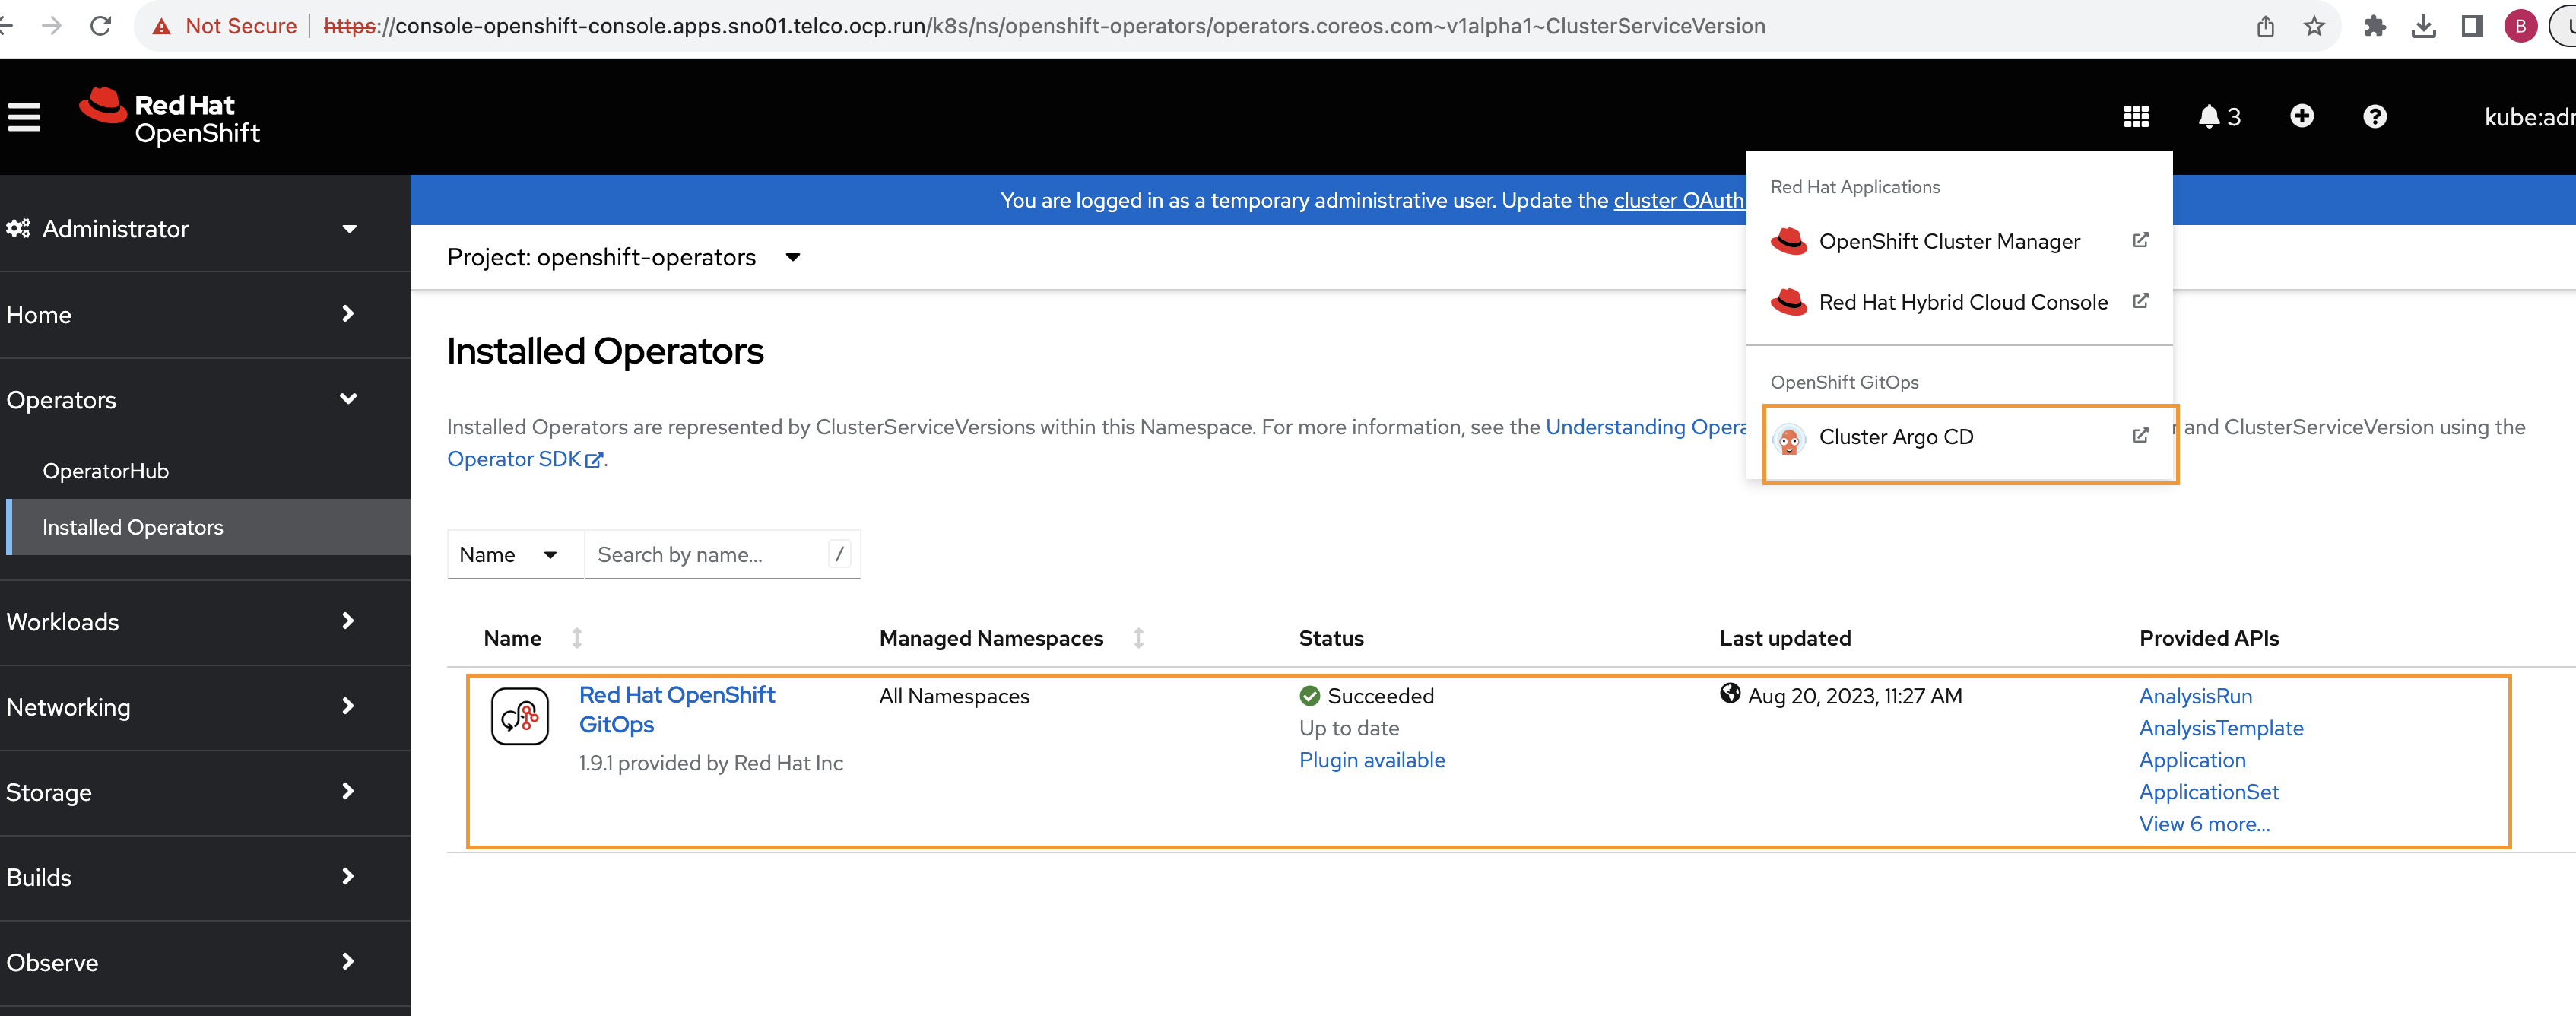 Not Secure https://console-openshift-console.apps.sno01.telco.ocp.run/k8s/ns/openshift-operators/operators.coreos.com~v1alpha1~ClusterServiceVersion
B
Red Hat
OpenShift
3
Administrator
Home
Operators
OperatorHub
Installed Operators
Workloads
Networking
Storage
Builds
Observe
You are logged in as a temporary administrative user. Update the cluster OAuth
Project: openshift-operators
Red Hat Applications
OpenShift Cluster Manager
Red Hat Hybrid Cloud Console
OpenShift GitOps
Cluster Argo CD
Installed Operators
Installed Operators are represented by ClusterServiceVersions within this Namespace. For more information, see the Understanding and ClusterServiceVersion using the
Operator SDK.
Name
Search by name...
/
Name Managed Namespaces Status Last updated Provided APIs
Red Hat OpenShift
GitOps
1.9.1 provided by Red Hat Inc
All Namespaces
Succeeded
Up to date
Plugin available
Aug 20, 2023, 11:27 AM
AnalysisRun
AnalysisTemplate
Application
ApplicationSet
View 6 more...